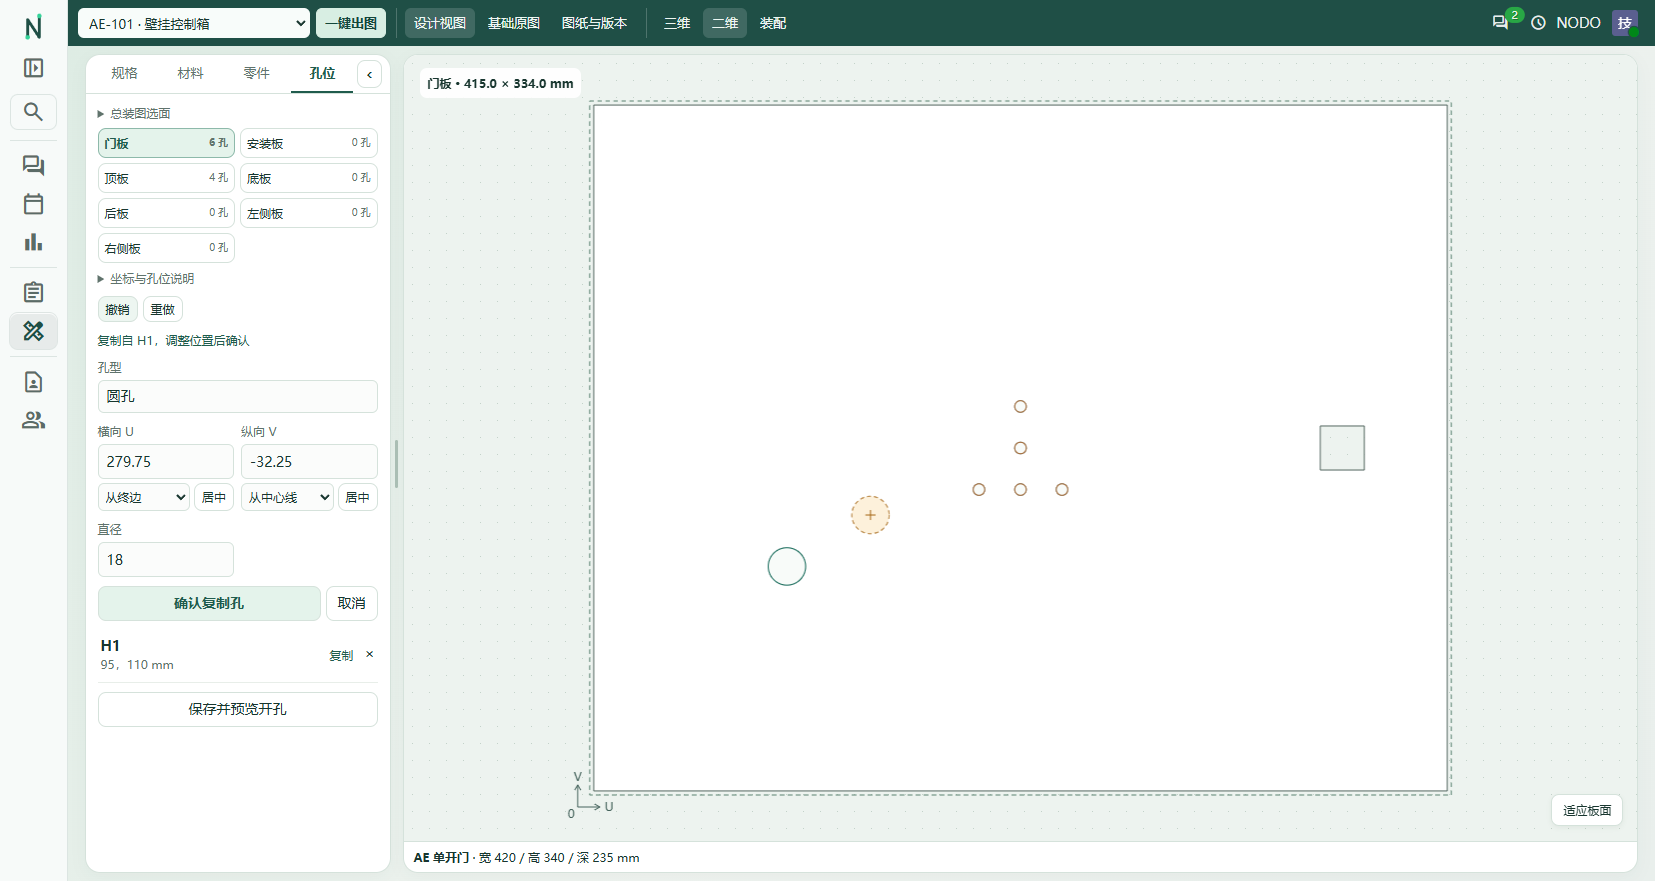 AE-101 · 壁挂控制箱
一键出图
设计视图
基础原图
图纸与版本
三维
二维
装配
2
NODO
技
规格
材料
零件
孔位
‹
▶ 总装图选面
门板 6 孔
安装板 0 孔
顶板 4 孔
底板 0 孔
后板 0 孔
左侧板 0 孔
右侧板 0 孔
▶ 坐标与孔位说明
撤销
重做
复制自 H1，调整位置后确认
孔型
圆孔
横向 U
纵向 V
279.75
-32.25
从终边
居中
从中心线
居中
直径
18
确认复制孔
取消
H1
95，110 mm
复制
×
保存并预览开孔
门板 • 415.0 × 334.0 mm
V
0
U
适应板面
AE 单开门 · 宽 420 / 高 340 / 深 235 mm